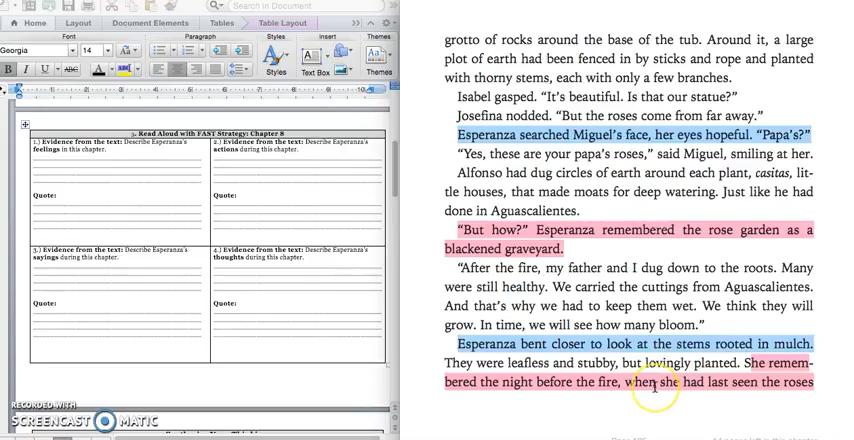 Search in Document
Home Layout Document Elements Tables Table Layout
Font Paragraph Styles Insert Themes
Georgia 14
B I U ABC
Styles Text Box Themes
3. Read Aloud with FAST Strategy: Chapter 8
1.) Evidence from the text: Describe Esperanza's feelings in this chapter.
Quote:
2.) Evidence from the text: Describe Esperanza's actions during this chapter.
Quote:
3.) Evidence from the text: Describe Esperanza's sayings during this chapter.
Quote:
4.) Evidence from the text: Describe Esperanza's thoughts during this chapter.
Quote:
RECORDED WITH
SCREENCAST MATIC
grotto of rocks around the base of the tub. Around it, a large
plot of earth had been fenced in by sticks and rope and planted
with thorny stems, each with only a few branches.
Isabel gasped. “It’s beautiful. Is that our statue?”
Josefina nodded. “But the roses come from far away.”
Esperanza searched Miguel’s face, her eyes hopeful. “Papa’s?”
“Yes, these are your papa’s roses,” said Miguel, smiling at her.
Alfonso had dug circles of earth around each plant, casitas, lit-
tle houses, that made moats for deep watering. Just like he had
done in Aguascalientes.
“But how?” Esperanza remembered the rose garden as a
blackened graveyard.
“After the fire, my father and I dug down to the roots. Many
were still healthy. We carried the cuttings from Aguascalientes.
And that’s why we had to keep them wet. We think they will
grow. In time, we will see how many bloom.”
Esperanza bent closer to look at the stems rooted in mulch.
They were leafless and stubby, but lovingly planted. She remem-
bered the night before the fire, when she had last seen the roses